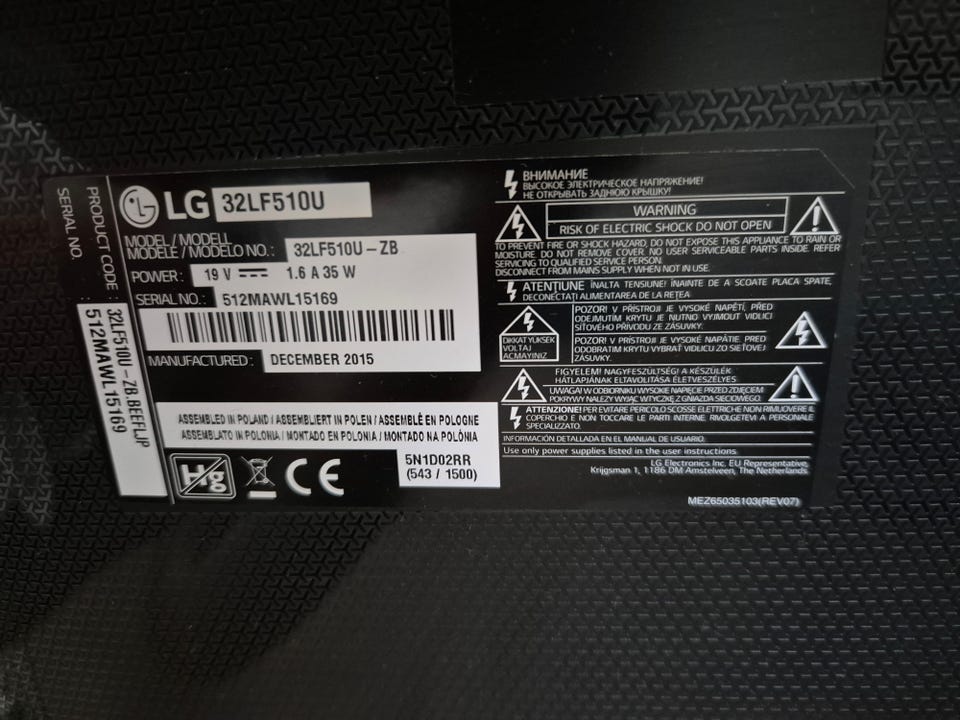 LG 32LF510U
MODEL / MODELL
MODÈLE / MODELO NO. : 32LF510U-ZB
POWER : 19 V 1.6 A 35 W
SERIAL NO. : 512MAWL15169
MANUFACTURED : DECEMBER 2015
PRODUCT CODE : 32LF510U-ZB.BEEFLJP
SERIAL NO. 512MAWL15169
ASSEMBLED IN POLAND / ASSEMBLIERT IN POLEN / ASSEMBLÉ EN POLOGNE
ASSEMBLATO IN POLONIA / MONTADO EN POLONIA / MONTADO NA POLÓNIA
5N1D02RR
(543 / 1500)
Hg CE
ВНИМАНИЕ
ВЫСОКОЕ ЭЛЕКТРИЧЕСКОЕ НАПРЯЖЕНИЕ!
НЕ ОТКРЫВАТЬ ЗАДНЮЮ КРЫШКУ!
WARNING
RISK OF ELECTRIC SHOCK DO NOT OPEN
TO PREVENT FIRE OR SHOCK HAZARD, DO NOT EXPOSE THIS APPLIANCE TO RAIN OR
MOISTURE DO NOT REMOVE COVER. NO USER SERVICEABLE PARTS INSIDE. REFER
SERVICING TO QUALIFIED SERVICE PERSON.
DISCONNECT FROM MAINS SUPPLY WHEN NOT IN USE.
ATENȚIUNE ÎNALTA TENSIUNE! ÎNAINTE DE A SCOATE PLACA SPATE,
DECONECTAȚI ALIMENTAREA DE LA REȚEA
DIKKAT YUKSEK
VOLTAJ
ACMAYINIZ
POZOR! V PŘÍSTROJI JE VYSOKÉ NAPĚTÍ, PŘED
ODEJMUTÍM KRYTU JE NUTNO VYJMOUT VIDLICI
SÍŤOVÉHO PŘÍVODU ZE ZÁSUVKY.
POZOR! V PRÍSTROJI JE VYSOKÉ NAPÄTIE. PRED
ODOBRATÍM KRYTU VYBRAŤ VIDLICU ZO SIEŤOVEJ
ZÁSUVKY.
FIGYELEM! NAGYFESZÜLTSÉG! A KÉSZÜLÉK
HÁTLAPJÁNAK ELTÁVOLÍTÁSA ÉLETVESZÉLYES
UWAGA! W ODBIORNIKU WYSOKIE NAPIĘCIE. PRZED ZDJĘCIEM
POKRYWY NALEŻY WYJĄĆ WTYCZKĘ Z GNIAZDA SIECIOWEGO.
ATTENZIONE! PER EVITARE PERICOLO SCOSSE ELETTRICHE NON RIMUOVERE IL
COPERCHIO E NON TOCCARE LE PARTI INTERNE. RIVOLGETEVI A PERSONALE
SPECIALIZZATO.
INFORMACIÓN DETALLADA EN EL MANUAL DE USUARIO.
Use only power supplies listed in the user instructions.
LG Electronics Inc. EU Representative,
Krijgsman 1, 1186 DM Amstelveen, The Netherlands
MEZ65035103(REV07)